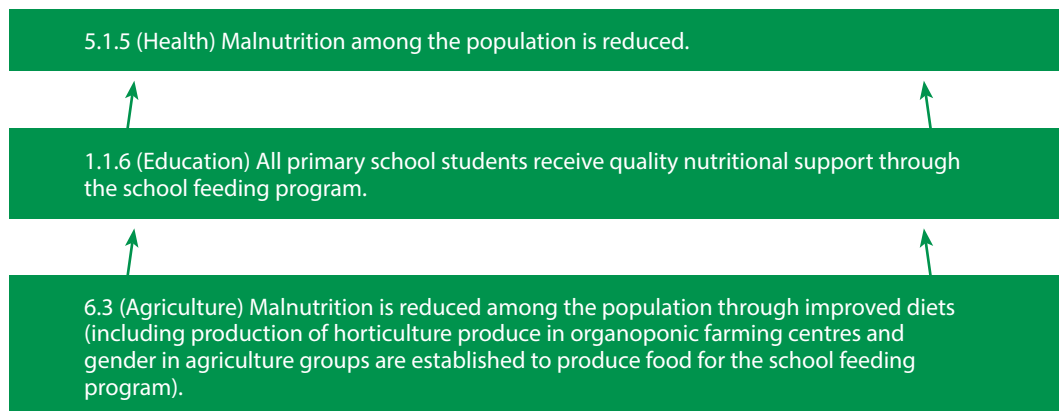 5.1.5 (Health) Malnutrition among the population is reduced.
1.1.6 (Education) All primary school students receive quality nutritional support through
the school feeding program.
6.3 (Agriculture) Malnutrition is reduced among the population through improved diets
(including production of horticulture produce in organoponic farming centres and
gender in agriculture groups are established to produce food for the school feeding
program).